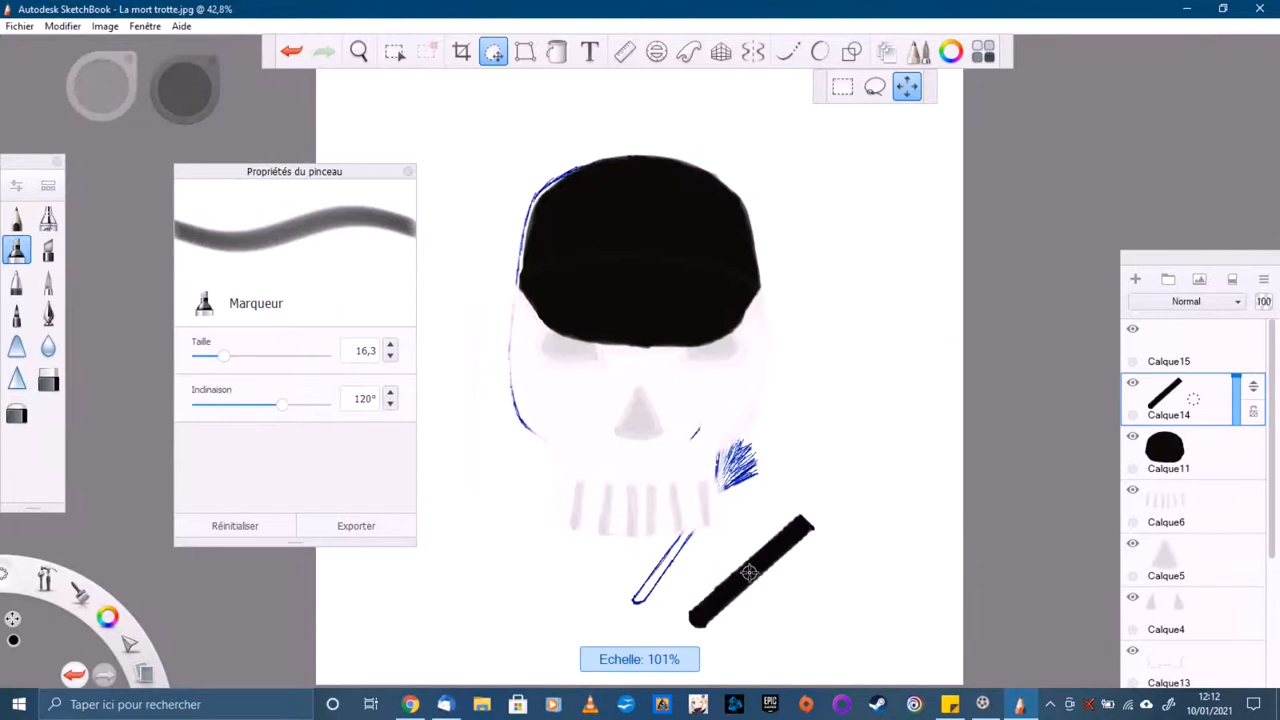 Autodesk SketchBook - La mort trotte.jpg @ 42,8%
Fichier Modifier Image Fenêtre Aide
Propriétés du pinceau
Marqueur
Taille
16,3
Inclinaison
120°
Réinitialiser Exporter
Normal 100
Calque15
Calque14
Calque11
Calque6
Calque5
Calque4
Calque13
Echelle: 101%
Taper ici pour rechercher
12:12
10/01/2021